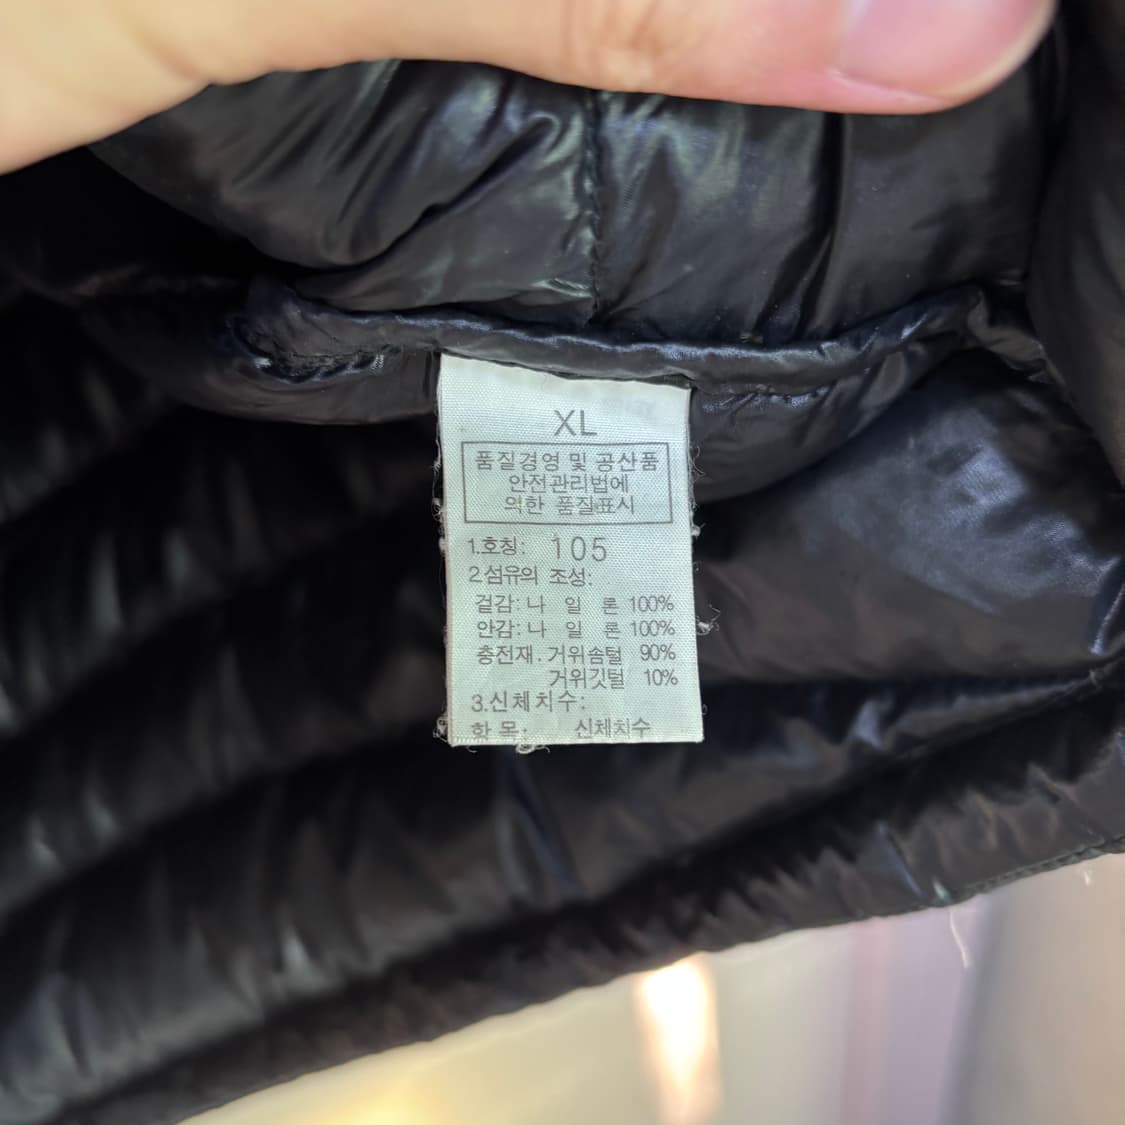 XL
품질경영 및 공산품
안전관리법에
의한 품질표시
1.호칭: 105
2.섬유의 조성:
겉감: 나 일 론 100%
안감: 나 일 론 100%
충전재. 거위솜털 90%
거위깃털 10%
3.신체치수:
항 목: 신체치수